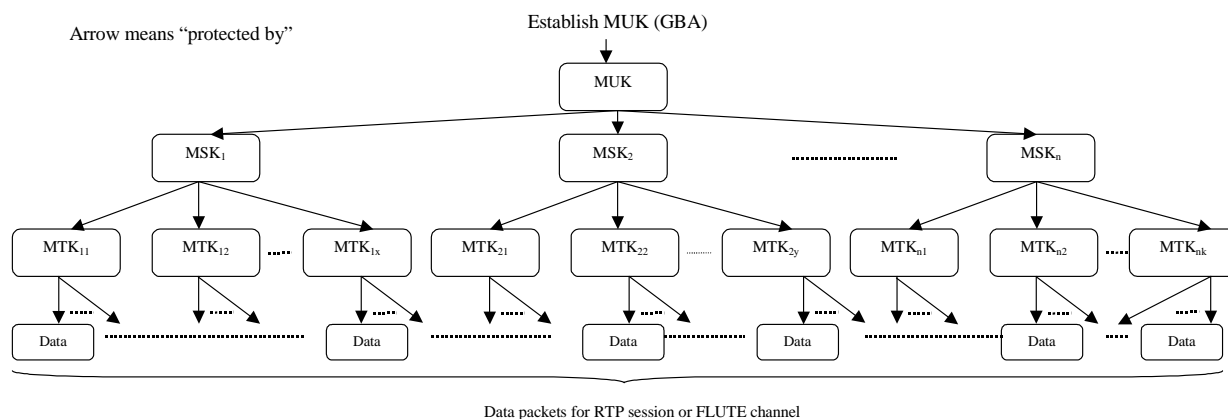 Establish MUK (GBA)
Arrow means “protected by”
MUK
MSK1 MSK2 MSKn
MTK11 MTK12 MTK1x MTK21 MTK22 MTK2y MTKn1 MTKn2 MTKnk
Data Data Data Data Data Data
Data packets for RTP session or FLUTE channel